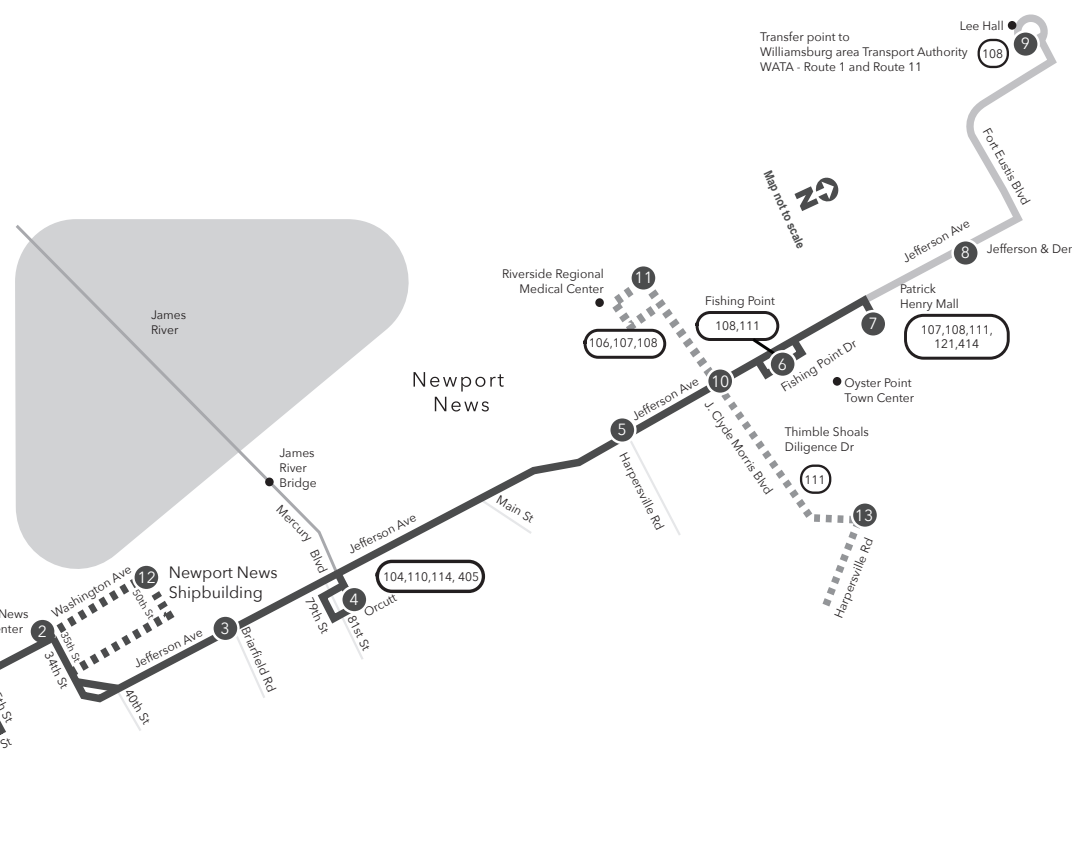 Lee Hall
Transfer point to
Williamsburg area Transport Authority
WATA - Route 1 and Route 11
108
9
Fort Eustis Blvd
Map not to scale
N
Jefferson Ave
8
Jefferson & Der
Riverside Regional
Medical Center
11
106,107,108
Fishing Point
108,111
Patrick
Henry Mall
7
107,108,111,
121,414
6
Fishing Point Dr
Oyster Point
Town Center
James
River
Newport
News
10
Jefferson Ave
5
J. Clyde Morris Blvd
Thimble Shoals
Diligence Dr
111
13
Harpersville Rd
Harpersville Rd
James
River
Bridge
Mercury
Blvd
Jefferson Ave
Main St
104,110,114, 405
4
Orcutt
79th St
81st St
Washington Ave
12
Newport News
Shipbuilding
50th St
News
nter
2
35th St
34th St
Jefferson Ave
3
Briarfield Rd
40th St
5th St
St